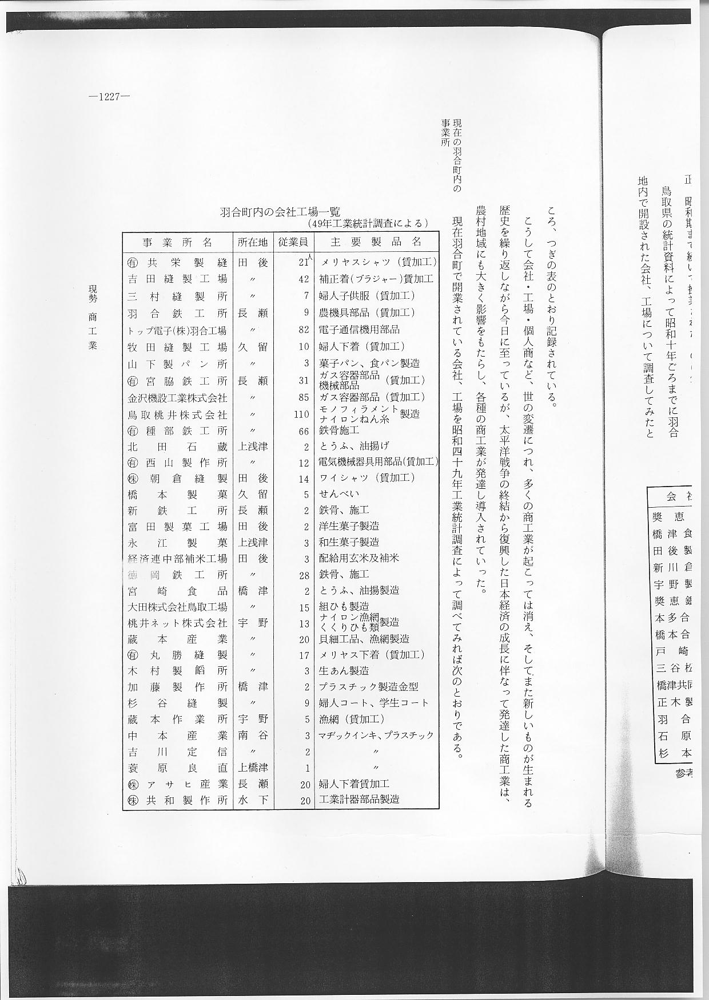 正 昭和期まで続いて
鳥取県の統計資料によって昭和十年ごろまでに羽合
地内で開設された会社、工場について調査してみたと
会 社
奨 恵
橋 津 食
田 後 製
新 川 倉
宇 野 製
奨 恵 銀
本 多 合
橋 本 合
戸 崎
三 谷 松
橋津共同
正 木 製
羽 合
石 原
杉 本
参考
ころ、つぎの表のとおり記録されている。
こうして会社・工場・個人商など、世の変遷につれ、多くの商工業が起こっては消え、そしてまた新しいものが生まれる
歴史を繰り返しながら今日に至っているが、太平洋戦争の終結から復興した日本経済の成長に伴なって発達した商工業は、
農村地域にも大きく影響をもたらし、各種の商工業が発達し導入されていった。
現在の羽合町内の
事業所
現在羽合町で開業されている会社、工場を昭和四十九年工業統計調査によって調べてみれば次のとおりである。
羽合町内の会社工場一覧
(49年工業統計調査による)
事業所名 所在地 従業員 主要製品名
㈲共栄製縫 田後 21人 メリヤスシャツ(賃加工)
吉田縫製工場 〃 42 補正着(ブラジャー)賃加工
三村縫製所 〃 7 婦人子供服(賃加工)
羽合鉄工所 長瀬 9 農機具部品(賃加工)
トップ電子(株)羽合工場 〃 82 電子通信機用部品
牧田縫製工場 久留 10 婦人下着(賃加工)
山下製パン所 〃 3 菓子パン、食パン製造
㈲宮脇鉄工所 長瀬 31 ガス容器部品 機械部品 (賃加工)
金沢機設工業株式会社 〃 85 ガス容器部品(賃加工)
鳥取桃井株式会社 〃 110 モノフィラメント ナイロンねん糸 製造
㈲種部鉄工所 〃 66 鉄骨施工
北田石蔵 上浅津 2 とうふ、油揚げ
㈲西山製作所 〃 12 電気機械器具用部品(賃加工)
㈱朝倉縫製 田後 14 ワイシャツ(賃加工)
橋本製菓 久留 5 せんべい
新鉄工所 長瀬 2 鉄骨、施工
富田製菓工場 田後 2 洋生菓子製造
永江製菓 上浅津 3 和生菓子製造
経済連中部補米工場 田後 3 配給用玄米及補米
徳岡鉄工所 〃 28 鉄骨、施工
宮崎食品 橋津 2 とうふ、油揚製造
大田株式会社鳥取工場 〃 15 組ひも製造
桃井ネット株式会社 宇野 13 ナイロン漁網 くくりひも類 製造
蔵本産業 〃 20 貝細工品、漁網製造
㈲丸勝縫製 〃 17 メリヤス下着(賃加工)
木村製餡所 〃 3 生あん製造
加藤製作所 橋津 2 プラスチック製造金型
杉谷縫製 〃 9 婦人コート、学生コート
蔵本作業所 宇野 5 漁網(賃加工)
中本産業 南谷 3 マヂックインキ、プラスチック
吉川定信 〃 2 〃
蓑原良直 上橋津 1 〃
㈱アサヒ産業 長瀬 20 婦人下着賃加工
㈱共和製作所 水下 20 工業計器部品製造
現勢 商工業
—1227—